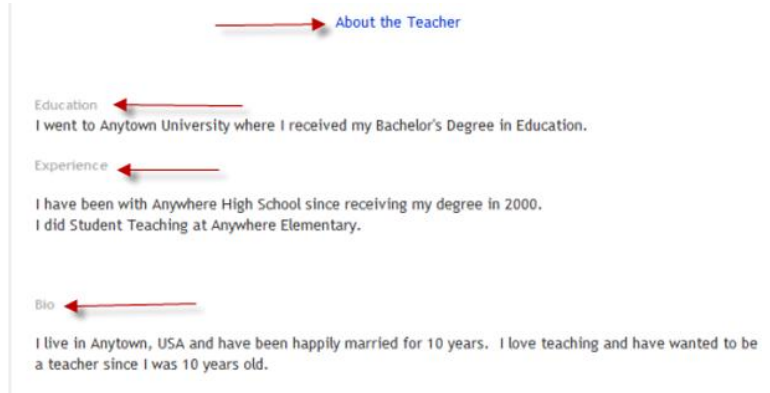 About the Teacher
Education
I went to Anytown University where I received my Bachelor's Degree in Education.
Experience
I have been with Anywhere High School since receiving my degree in 2000.
I did Student Teaching at Anywhere Elementary.
Bio
I live in Anytown, USA and have been happily married for 10 years.  I love teaching and have wanted to be
a teacher since I was 10 years old.